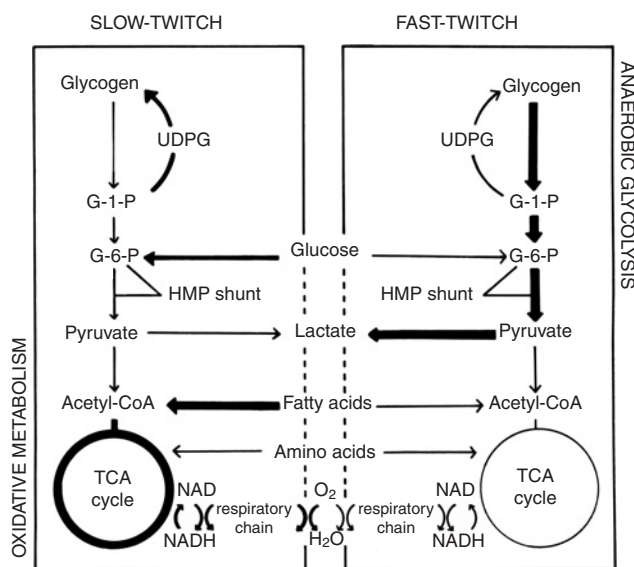 SLOW-TWITCH FAST-TWITCH
Glycogen Glycogen
UDPG UDPG
G-1-P G-1-P
G-6-P Glucose G-6-P
HMP shunt HMP shunt
Pyruvate Lactate Pyruvate
Acetyl-CoA Fatty acids Acetyl-CoA
Amino acids
TCA
cycle
NAD
NADH
respiratory
chain
O₂
H₂O
respiratory
chain
NAD
NADH
TCA
cycle
OXIDATIVE METABOLISM
ANAEROBIC GLYCOLYSIS